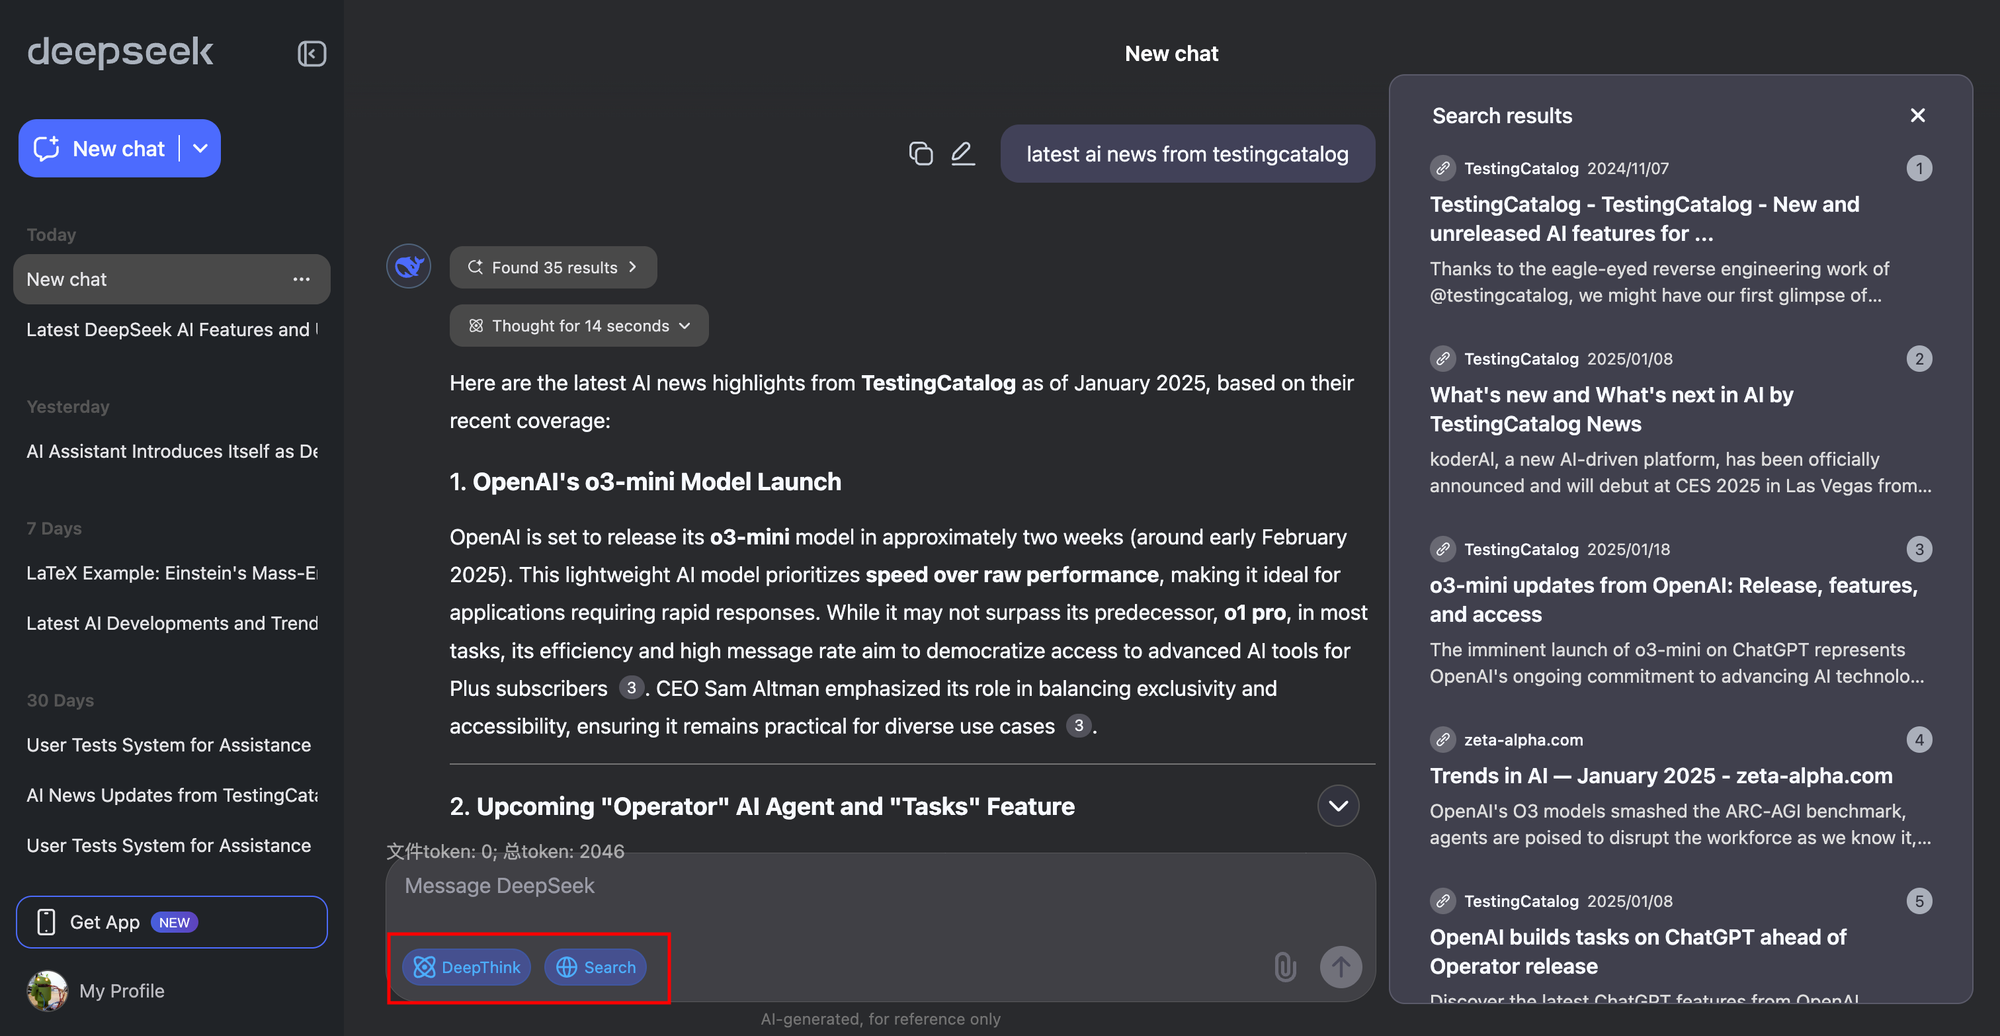 deepseek
New chat
Today
New chat
Latest DeepSeek AI Features and
Yesterday
AI Assistant Introduces Itself as De
7 Days
LaTeX Example: Einstein's Mass-E
Latest AI Developments and Trend
30 Days
User Tests System for Assistance
AI News Updates from TestingCata
User Tests System for Assistance
Get App NEW
My Profile
New chat
latest ai news from testingcatalog
Found 35 results
Thought for 14 seconds
Here are the latest AI news highlights from TestingCatalog as of January 2025, based on their
recent coverage:
1. OpenAI's o3-mini Model Launch
OpenAI is set to release its o3-mini model in approximately two weeks (around early February
2025). This lightweight AI model prioritizes speed over raw performance, making it ideal for
applications requiring rapid responses. While it may not surpass its predecessor, o1 pro, in most
tasks, its efficiency and high message rate aim to democratize access to advanced AI tools for
Plus subscribers 3. CEO Sam Altman emphasized its role in balancing exclusivity and
accessibility, ensuring it remains practical for diverse use cases 3.
2. Upcoming "Operator" AI Agent and "Tasks" Feature
文件token: 0; 总token: 2046
Message DeepSeek
DeepThink Search
AI-generated, for reference only
Search results
TestingCatalog 2024/11/07 1
TestingCatalog - TestingCatalog - New and
unreleased AI features for ...
Thanks to the eagle-eyed reverse engineering work of
@testingcatalog, we might have our first glimpse of...
TestingCatalog 2025/01/08 2
What's new and What's next in AI by
TestingCatalog News
koderAI, a new AI-driven platform, has been officially
announced and will debut at CES 2025 in Las Vegas from...
TestingCatalog 2025/01/18 3
o3-mini updates from OpenAI: Release, features,
and access
The imminent launch of o3-mini on ChatGPT represents
OpenAI's ongoing commitment to advancing AI technolo...
zeta-alpha.com 4
Trends in AI — January 2025 - zeta-alpha.com
OpenAI's O3 models smashed the ARC-AGI benchmark,
agents are poised to disrupt the workforce as we know it,...
TestingCatalog 2025/01/08 5
OpenAI builds tasks on ChatGPT ahead of
Operator release
Discover the latest ChatGPT features from OpenAI